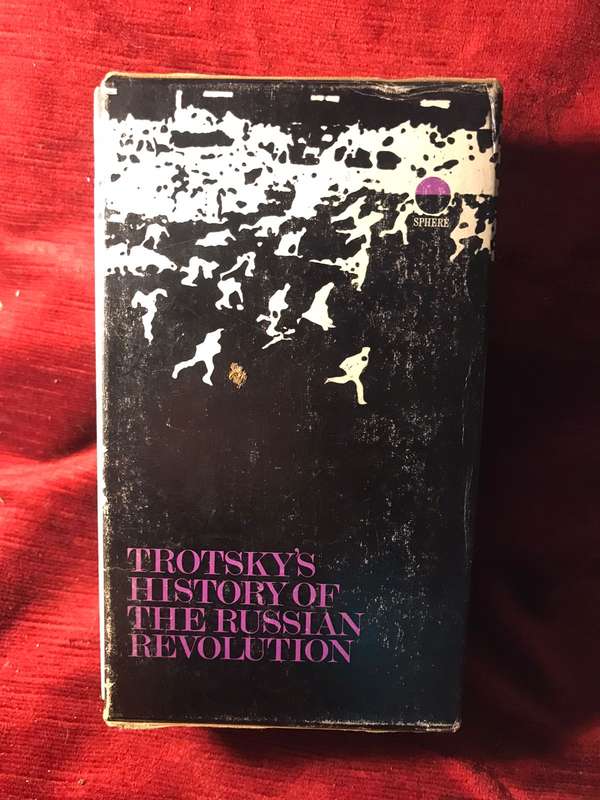 SPHERE
TROTSKY'S
HISTORY OF
THE RUSSIAN
REVOLUTION